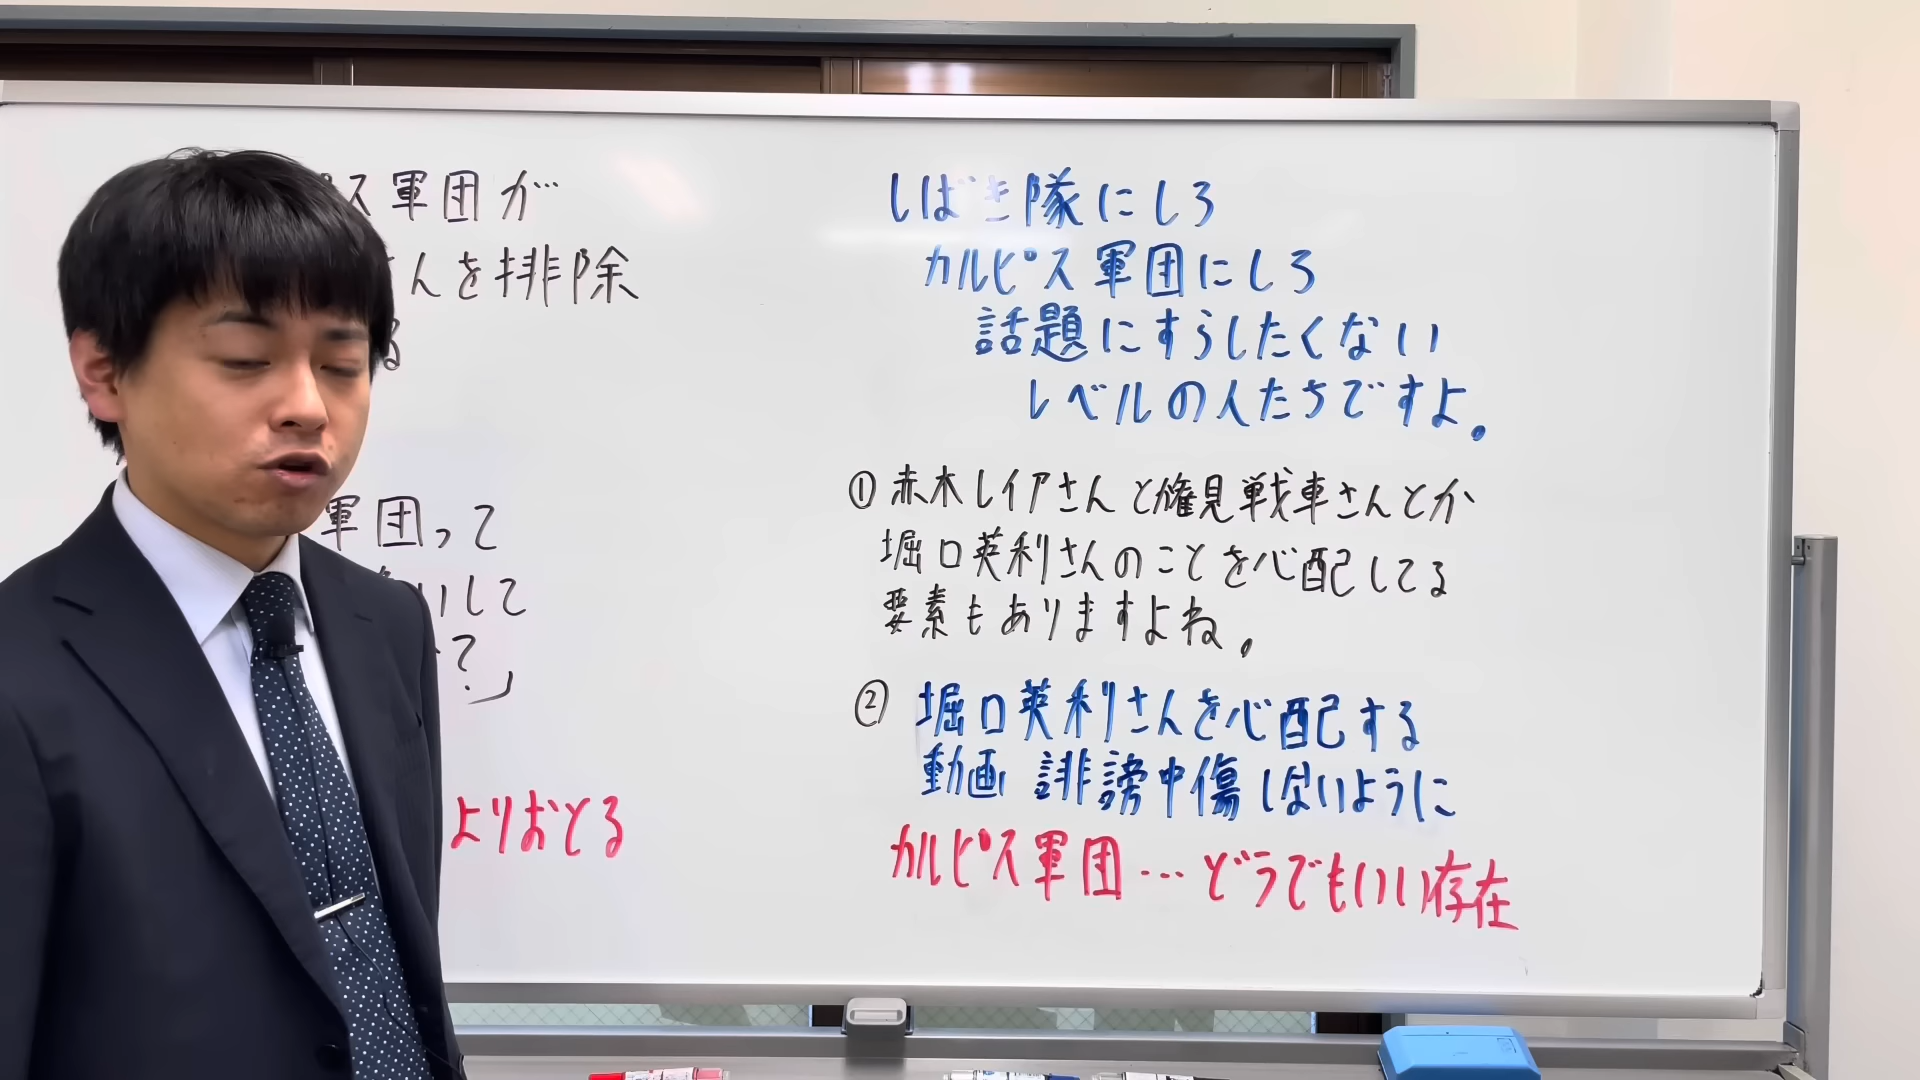 ス軍団が
んを排除
る
軍団って
いして
?」
よりおとる
しばき隊にしろ
カルピス軍団にしろ
話題にすらしたくない
レベルの人たちですよ。
① 赤木レイアさんと
見戦車さんとか
堀口英利さんのことを心配してる
要素もありますよね。
② 堀口英利さんを心配する
動画 誹謗中傷しないように
カルピス軍団…どうでもいい存在